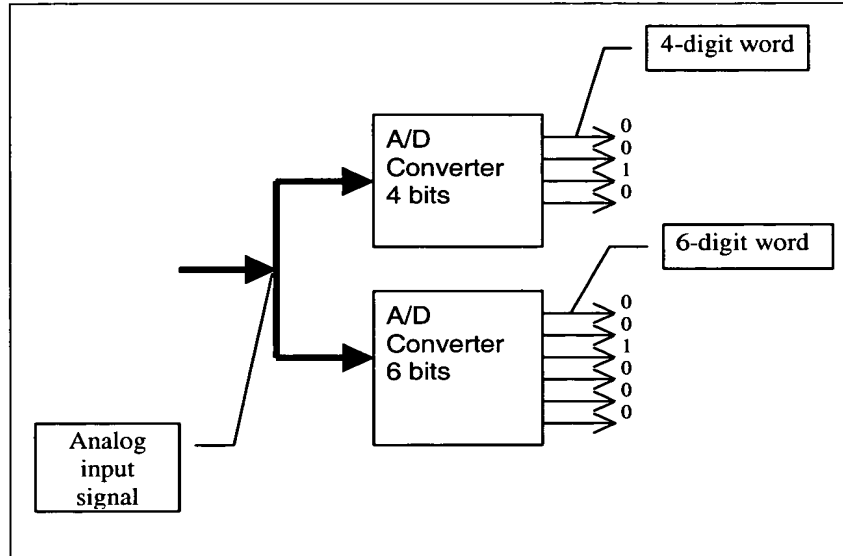 4-digit word
A/D
Converter
4 bits
0
0
1
0
6-digit word
A/D
Converter
6 bits
0
0
1
0
0
0
Analog
input
signal